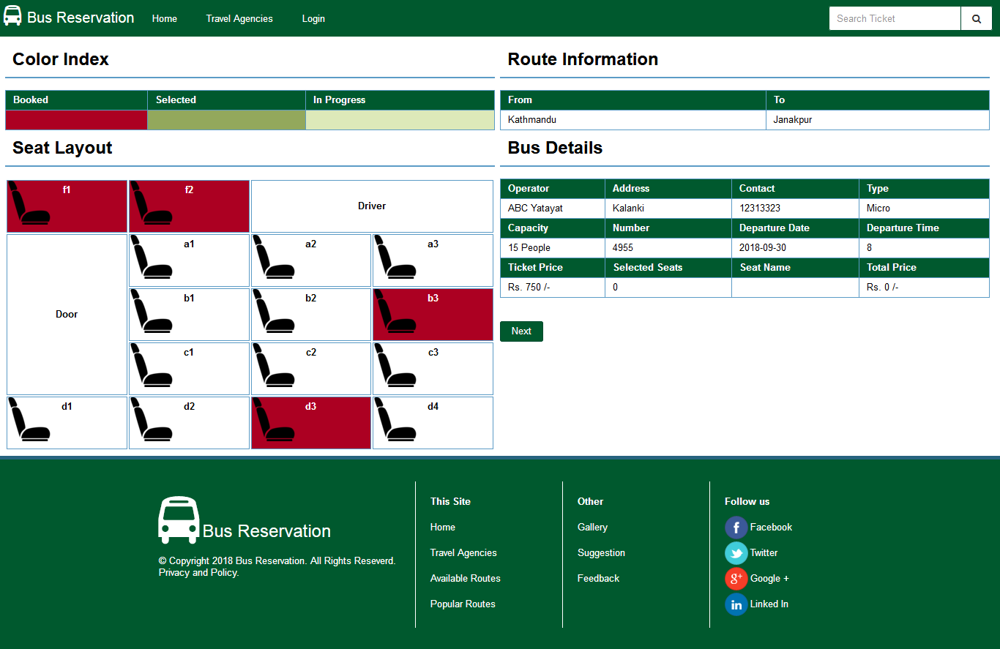 Bus Reservation Home Travel Agencies Login Search Ticket
Color Index
Booked Selected In Progress
Seat Layout
f1 f2 Driver
a1 a2 a3
Door
b1 b2 b3
c1 c2 c3
d1 d2 d3 d4
Route Information
From To
Kathmandu Janakpur
Bus Details
Operator Address Contact Type
ABC Yatayat Kalanki 12313323 Micro
Capacity Number Departure Date Departure Time
15 People 4955 2018-09-30 8
Ticket Price Selected Seats Seat Name Total Price
Rs. 750 /- 0 Rs. 0 /-
Next
Bus Reservation
© Copyright 2018 Bus Reservation. All Rights Reseverd.
Privacy and Policy.
This Site
Home
Travel Agencies
Available Routes
Popular Routes
Other
Gallery
Suggestion
Feedback
Follow us
f Facebook
Twitter
g+ Google +
in Linked In